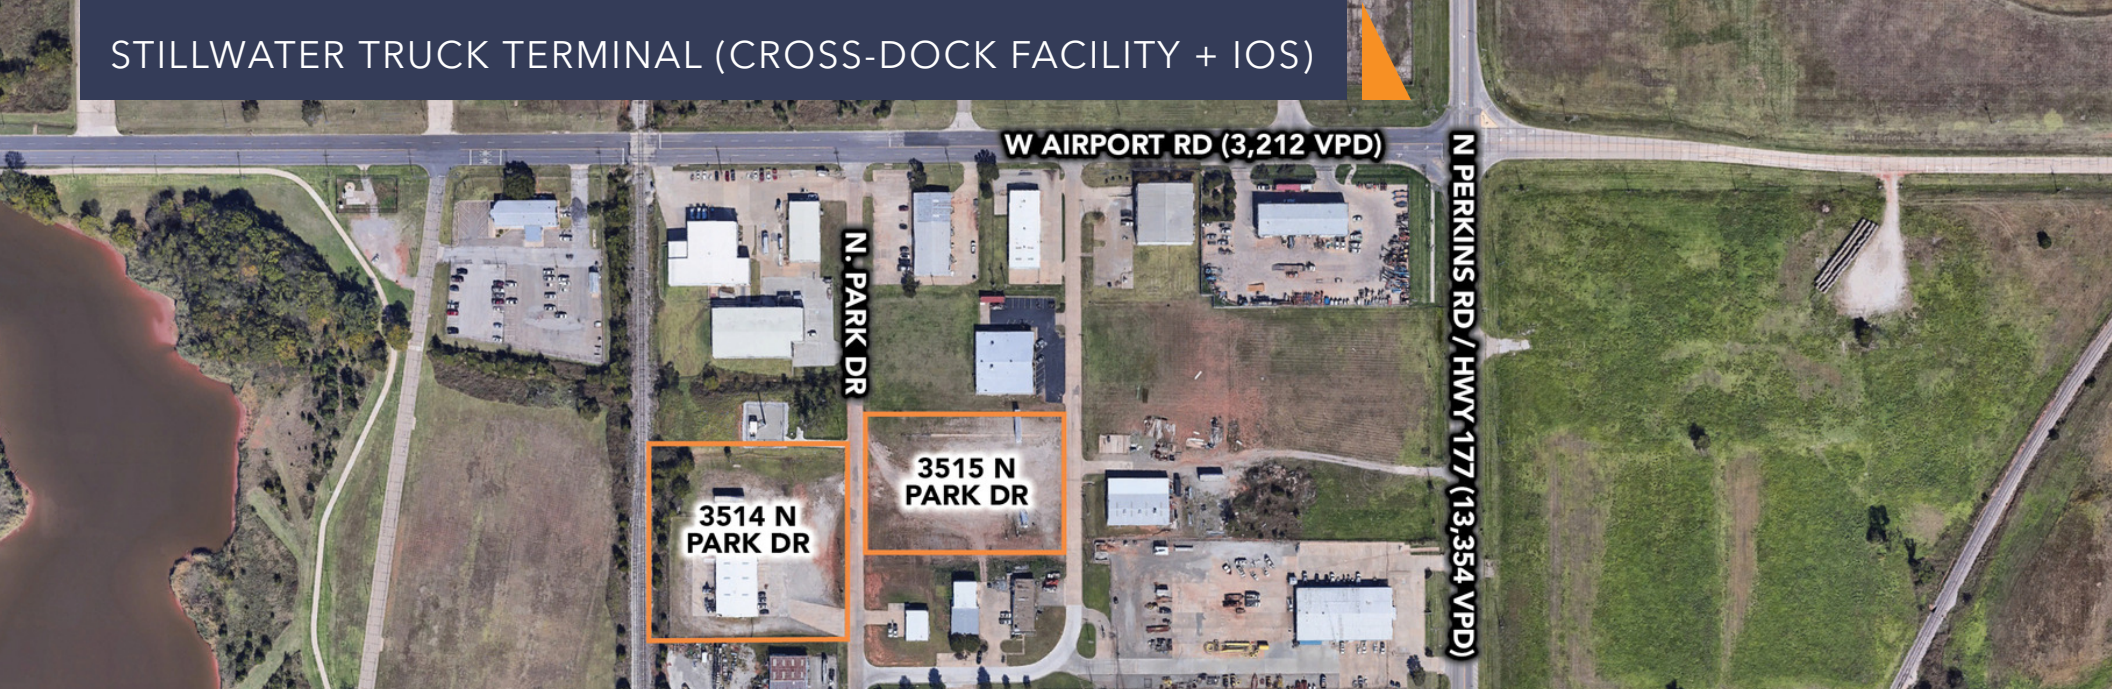 STILLWATER TRUCK TERMINAL (CROSS-DOCK FACILITY + IOS)
W AIRPORT RD (3,212 VPD)
N PERKINS RD / HWY 177 (13,354 VPD)
N. PARK DR
3515 N
PARK DR
3514 N
PARK DR